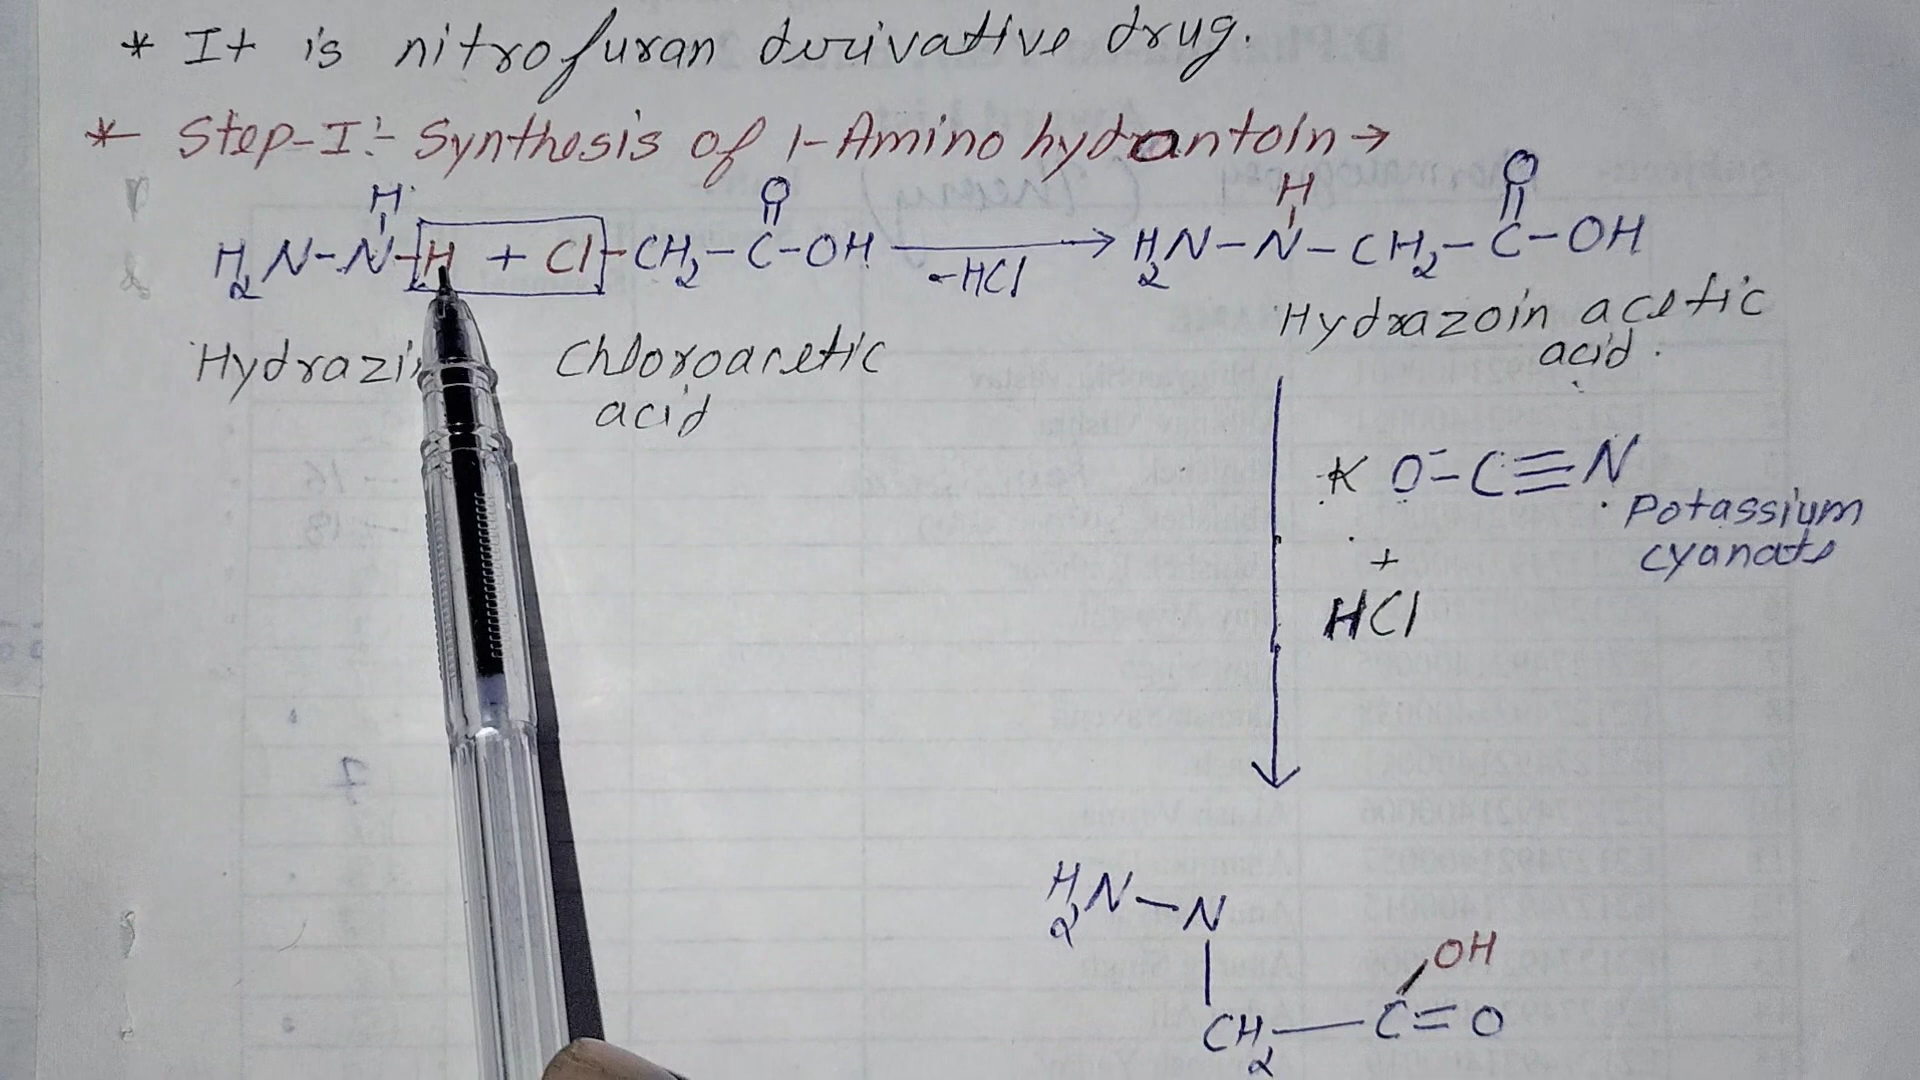 * It is nitrofuran derivative drug.
* Step-I:- Synthesis of 1-Amino hydrantoin →
H O H O
H₂N-N-H + Cl-CH₂-C-OH → H₂N-N-CH₂-C-OH
-HCl
Chloroacetic acid
Hydrazoin acetic acid.
K O⁻-C≡N
Potassium cyanate
+
HCl
H₂N-N
OH
CH₂-C=O